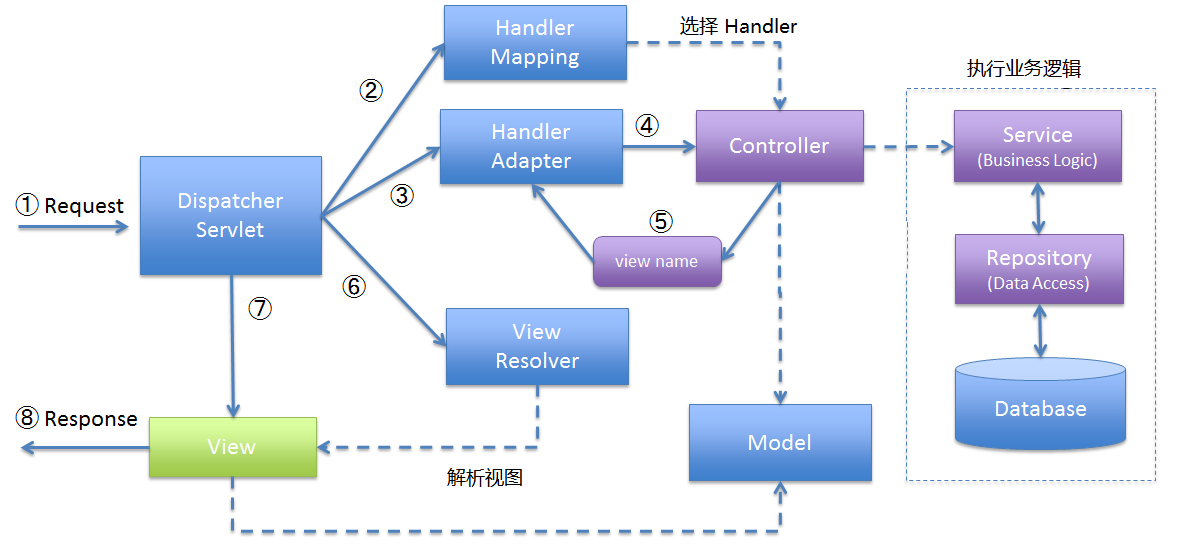 Handler
Mapping
选择 Handler
执行业务逻辑
②
Handler
Adapter
④
Controller
Service
(Business Logic)
① Request
Dispatcher
Servlet
③
⑤
view name
Repository
(Data Access)
⑥
⑦
View
Resolver
⑧ Response
View
Model
Database
解析视图